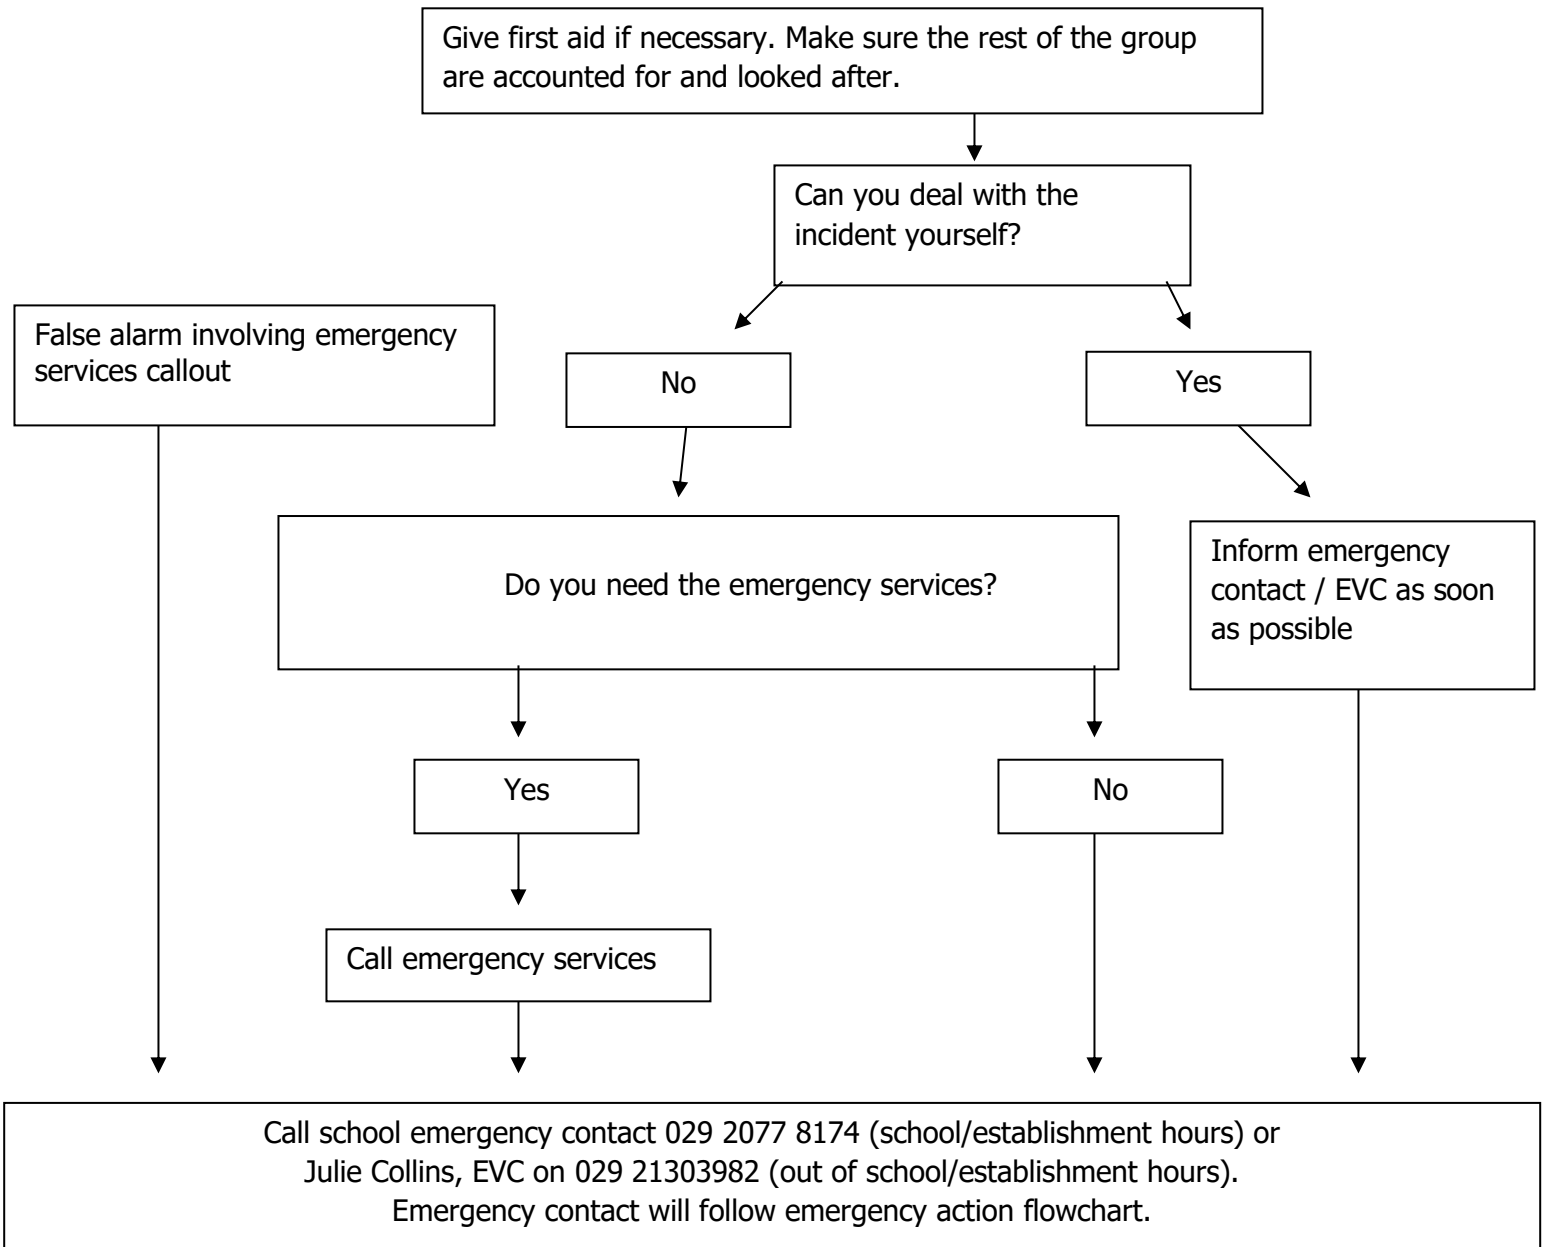 Give first aid if necessary. Make sure the rest of the group
are accounted for and looked after.
Can you deal with the
incident yourself?
False alarm involving emergency
services callout
No
Yes
Do you need the emergency services?
Inform emergency
contact / EVC as soon
as possible
Yes
No
Call emergency services
Call school emergency contact 029 2077 8174 (school/establishment hours) or
Julie Collins, EVC on 029 21303982 (out of school/establishment hours).
Emergency contact will follow emergency action flowchart.